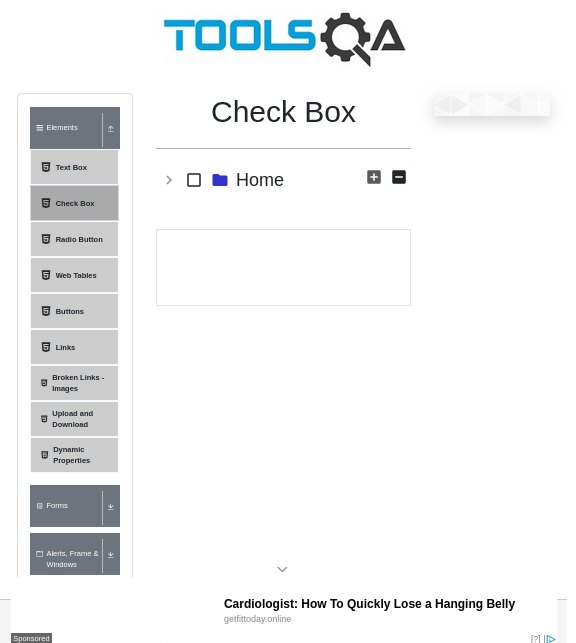 TOOLSQA
Elements
Text Box
Check Box
Radio Button
Web Tables
Buttons
Links
Broken Links -
Images
Upload and
Download
Dynamic
Properties
Forms
Alerts, Frame &
Windows
Check Box
Home
Cardiologist: How To Quickly Lose a Hanging Belly
getfittoday.online
Sponsored
[?]